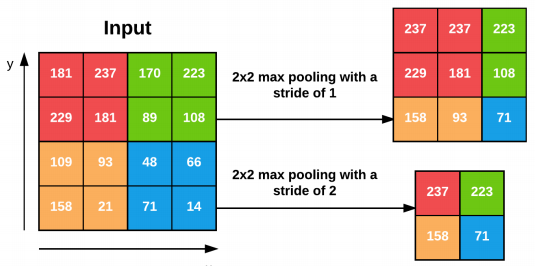 Input
y
181 237 170 223
229 181 89 108
109 93 48 66
158 21 71 14
2x2 max pooling with a
stride of 1
237 237 223
229 181 108
158 93 71
2x2 max pooling with a
stride of 2
237 223
158 71